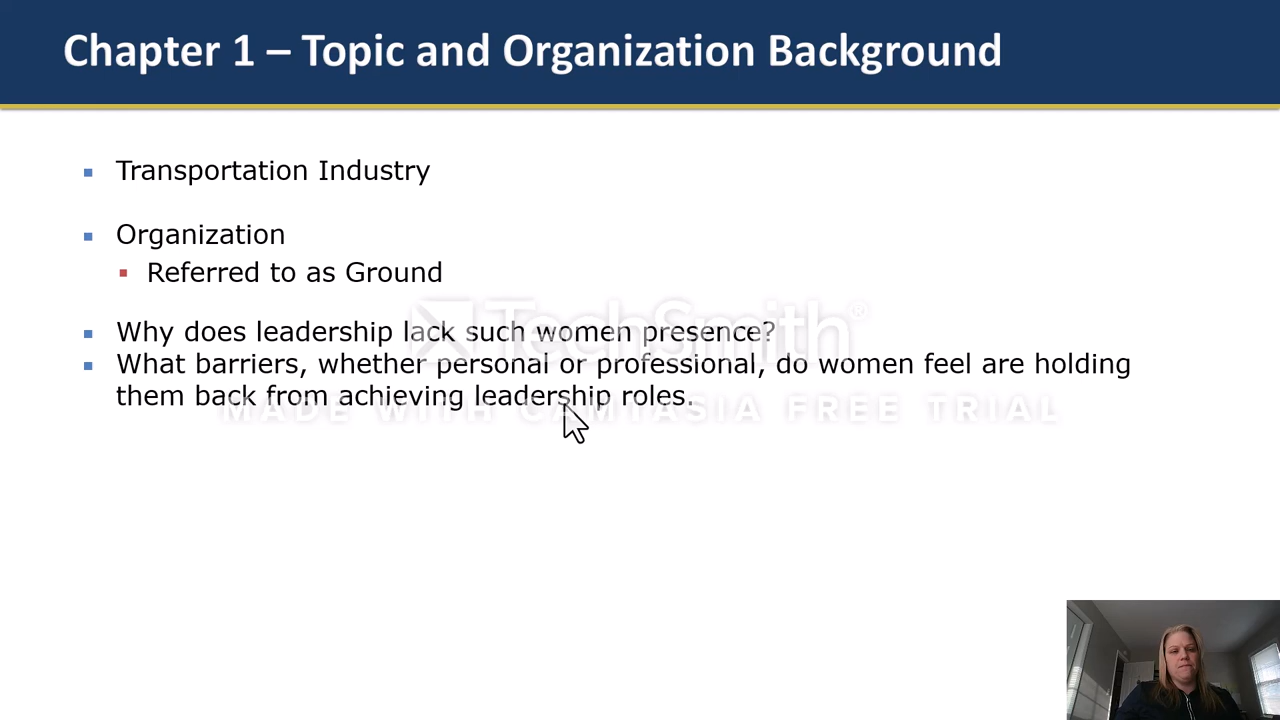 Chapter 1 – Topic and Organization Background
Transportation Industry
Organization
Referred to as Ground
Why does leadership lack such women presence?
What barriers, whether personal or professional, do women feel are holding
them back from achieving leadership roles.
TechSmith®
MADE WITH CAMTASIA FREE TRIAL